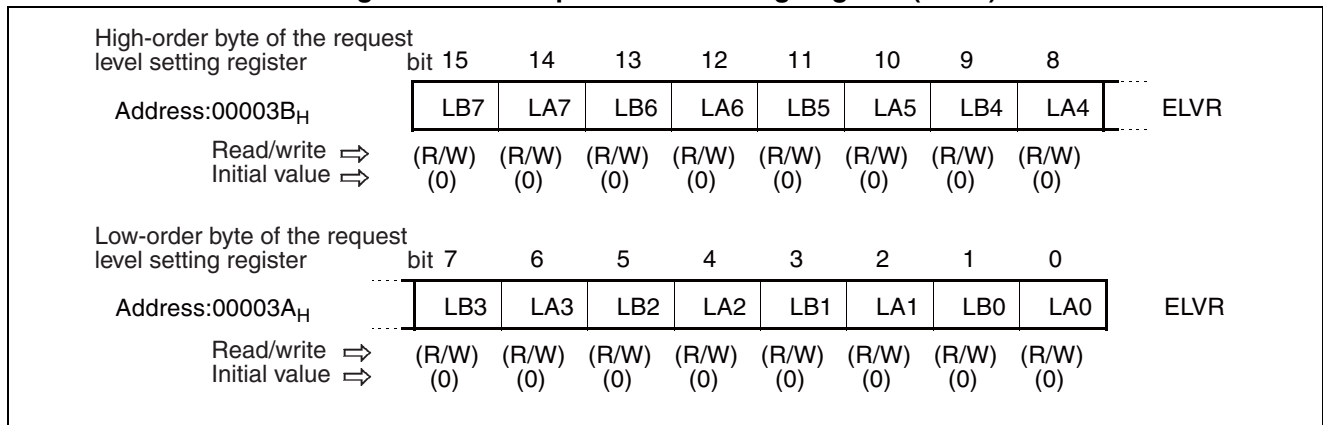 High-order byte of the request
level setting register bit 15 14 13 12 11 10 9 8
Address:00003BH LB7 LA7 LB6 LA6 LB5 LA5 LB4 LA4 ELVR
Read/write ⇨ (R/W) (R/W) (R/W) (R/W) (R/W) (R/W) (R/W) (R/W)
Initial value ⇨ (0) (0) (0) (0) (0) (0) (0) (0)
Low-order byte of the request
level setting register bit 7 6 5 4 3 2 1 0
Address:00003AH LB3 LA3 LB2 LA2 LB1 LA1 LB0 LA0 ELVR
Read/write ⇨ (R/W) (R/W) (R/W) (R/W) (R/W) (R/W) (R/W) (R/W)
Initial value ⇨ (0) (0) (0) (0) (0) (0) (0) (0)